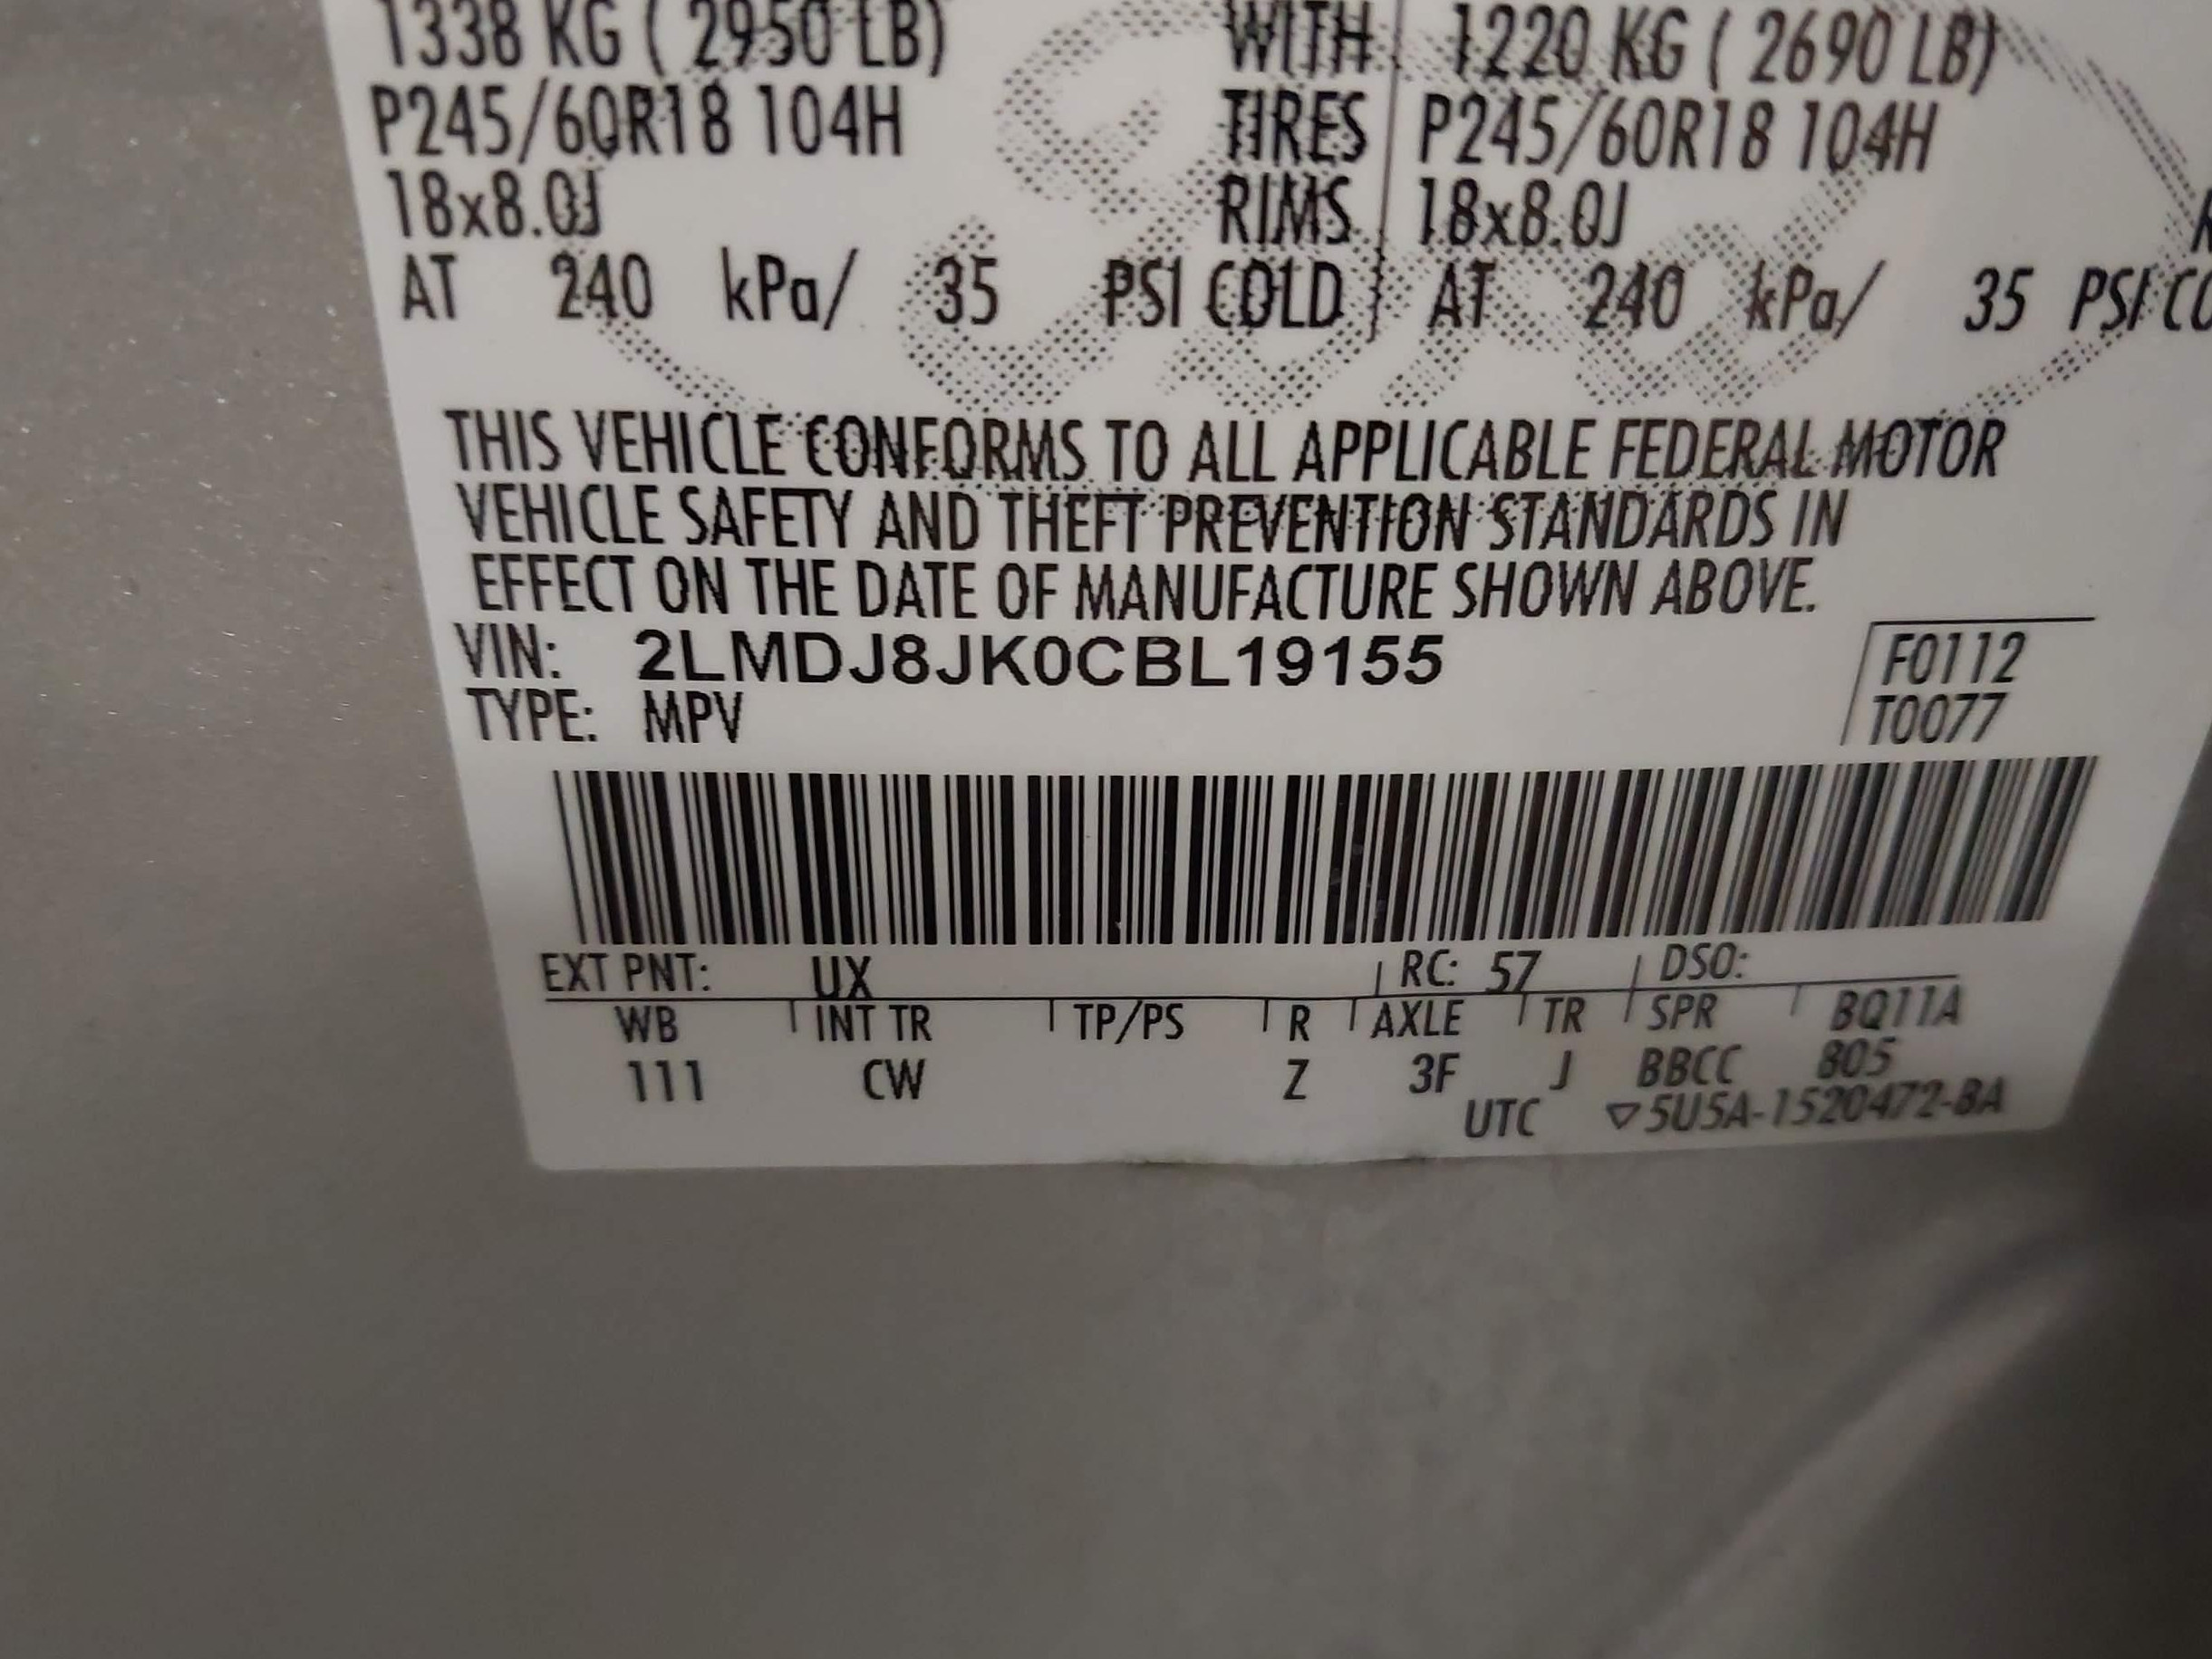 1338 KG ( 2950 LB) WITH 1220 KG ( 2690 LB)
P245/60R18 104H TIRES P245/60R18 104H
18x8.0J RIMS 18x8.0J
AT 240 kPa/ 35 PSI COLD AT 240 kPa/ 35 PSI CO
THIS VEHICLE CONFORMS TO ALL APPLICABLE FEDERAL MOTOR
VEHICLE SAFETY AND THEFT PREVENTION STANDARDS IN
EFFECT ON THE DATE OF MANUFACTURE SHOWN ABOVE.
VIN: 2LMDJ8JK0CBL19155 F0112
TYPE: MPV T0077
EXT PNT: UX RC: 57 DSO:
WB INT TR TP/PS R AXLE TR SPR BQ11A
111 CW Z 3F J BBCC 805
UTC ▽5U5A-1520472-BA